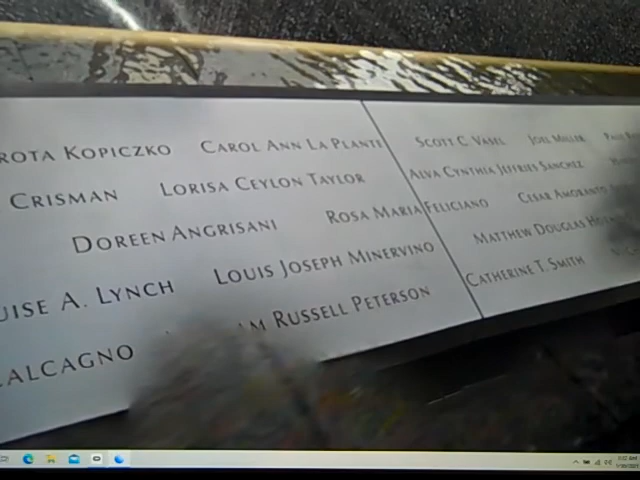 ROTA KOPICZKO CAROL ANN LA PLANTE SCOTT C. VASEL JOEL MILLER
CRISMAN LORISA CEYLON TAYLOR ALVA CYNTHIA JEFFRIES SANCHEZ
DOREEN ANGRISANI ROSA MARIA FELICIANO CESAR AMORANTO
UISE A. LYNCH LOUIS JOSEPH MINERVINO MATTHEW DOUGLAS
ALCAGNO AM RUSSELL PETERSON CATHERINE T. SMITH